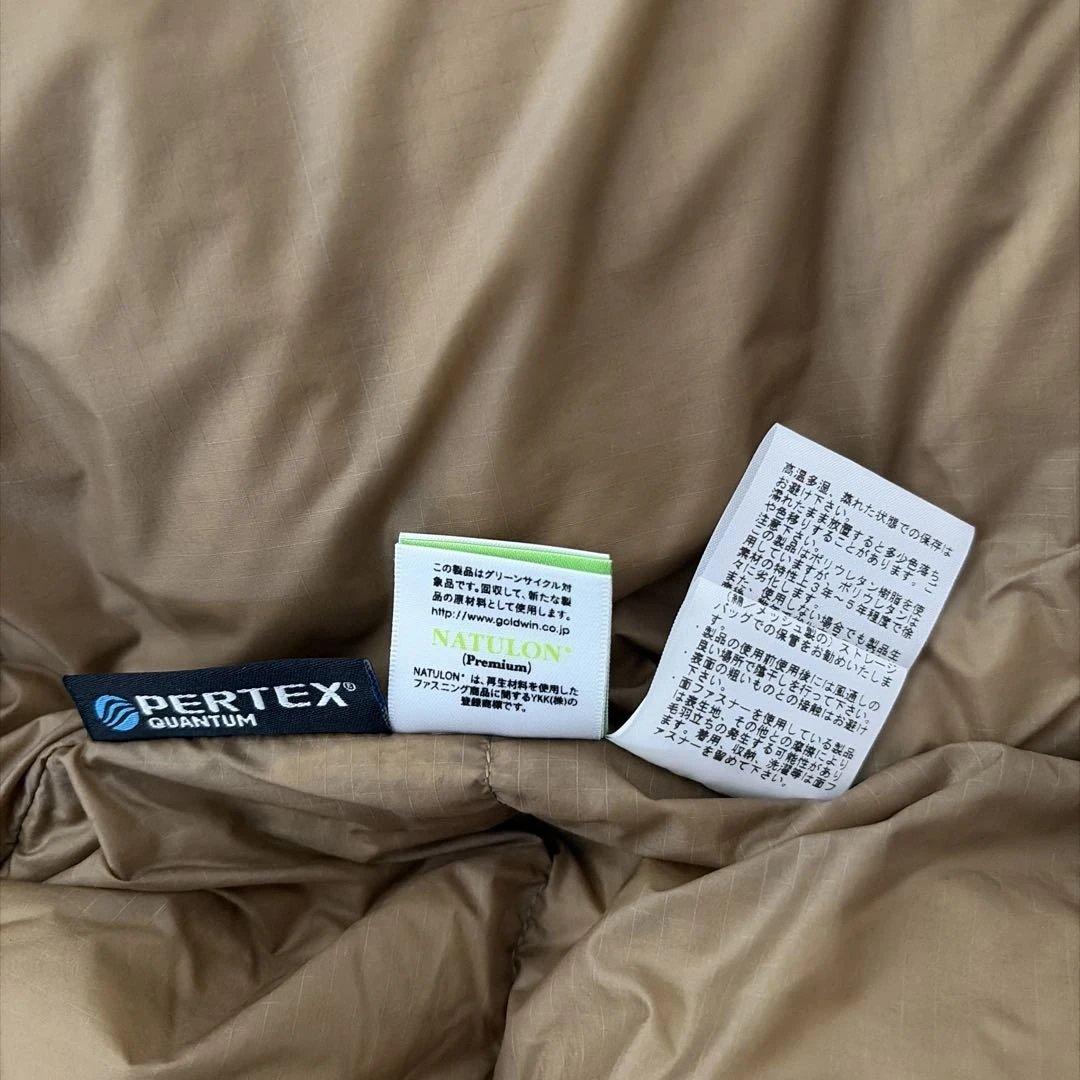 PERTEX®
QUANTUM
この製品はグリーンサイクル対
象品です。回収して、新たな製
品の原材料として使用します。
http://www.goldwin.co.jp
NATULON®
(Premium)
NATULON® は、再生材料を使用した
ファスニング商品に関するYKK(株)の
登録商標です。
高温多湿、蒸れた状態での保存は
お避け下さい。
濡れたまま放置すると多少色落ち
や色移りすることがあります。ご
注意下さい。
この製品はポリウレタン樹脂を使
用していますが、ポリウレタンは
素材の特性上3年～5年程度で徐
々に劣化します。
また、使用しない場合でも製品生
綿/メッシュ製の)ストレージ
バッグでの保管をお勧めいたしま
す。
・製品の使用前使用後には風通しの
良い場所で陰干しを行って下さい。
・表面の粗いものとの接触はお避け
下さい。
面ファスナーを使用している製品
は表生地、その他との摩擦により
毛羽立ちの発生する可能性があり
ます。着用、収納、洗濯等は面フ
ァスナーを留めて下さい。